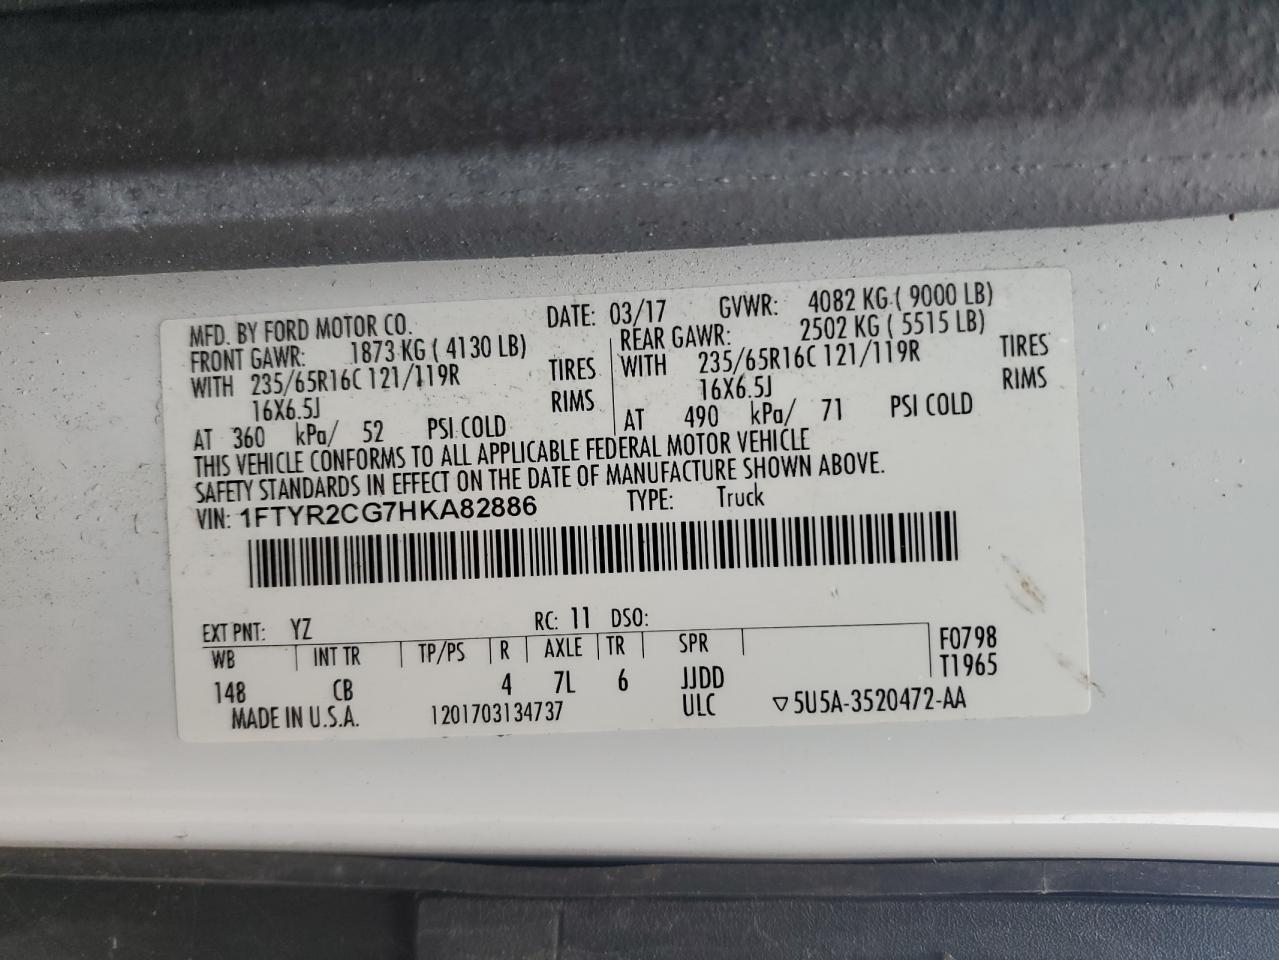 MFD. BY FORD MOTOR CO. DATE: 03/17 GVWR: 4082 KG ( 9000 LB)
FRONT GAWR: 1873 KG ( 4130 LB) REAR GAWR: 2502 KG ( 5515 LB)
WITH 235/65R16C 121/119R TIRES WITH 235/65R16C 121/119R TIRES
16X6.5J RIMS 16X6.5J RIMS
AT 360 kPa/ 52 PSI COLD AT 490 kPa/ 71 PSI COLD
THIS VEHICLE CONFORMS TO ALL APPLICABLE FEDERAL MOTOR VEHICLE
SAFETY STANDARDS IN EFFECT ON THE DATE OF MANUFACTURE SHOWN ABOVE.
VIN: 1FTYR2CG7HKA82886 TYPE: Truck
EXT PNT: YZ RC: 11 DSO:
WB INT TR TP/PS R AXLE TR SPR F0798
T1965
148 CB 4 7L 6 JJDD
MADE IN U.S.A. 1201703134737 ULC ▽5U5A-3520472-AA